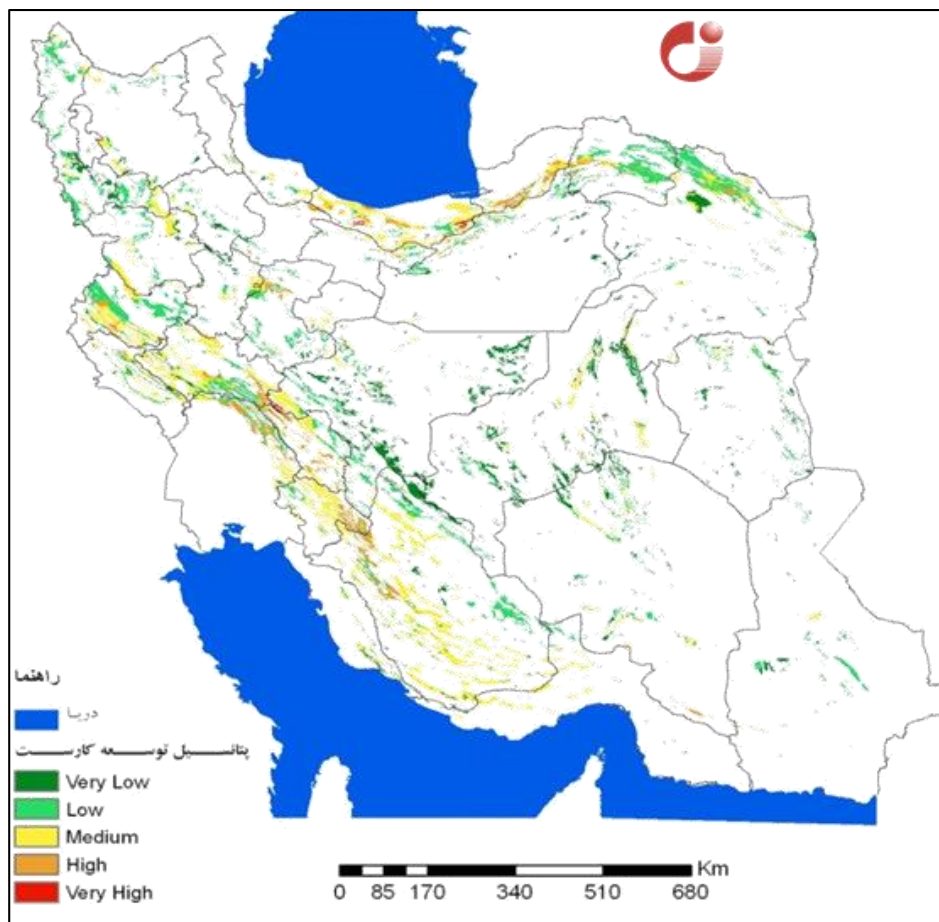 راهنما
دریا
پتانسیل توسعه کارست
Very Low
Low
Medium
High
Very High
Km
0 85 170 340 510 680